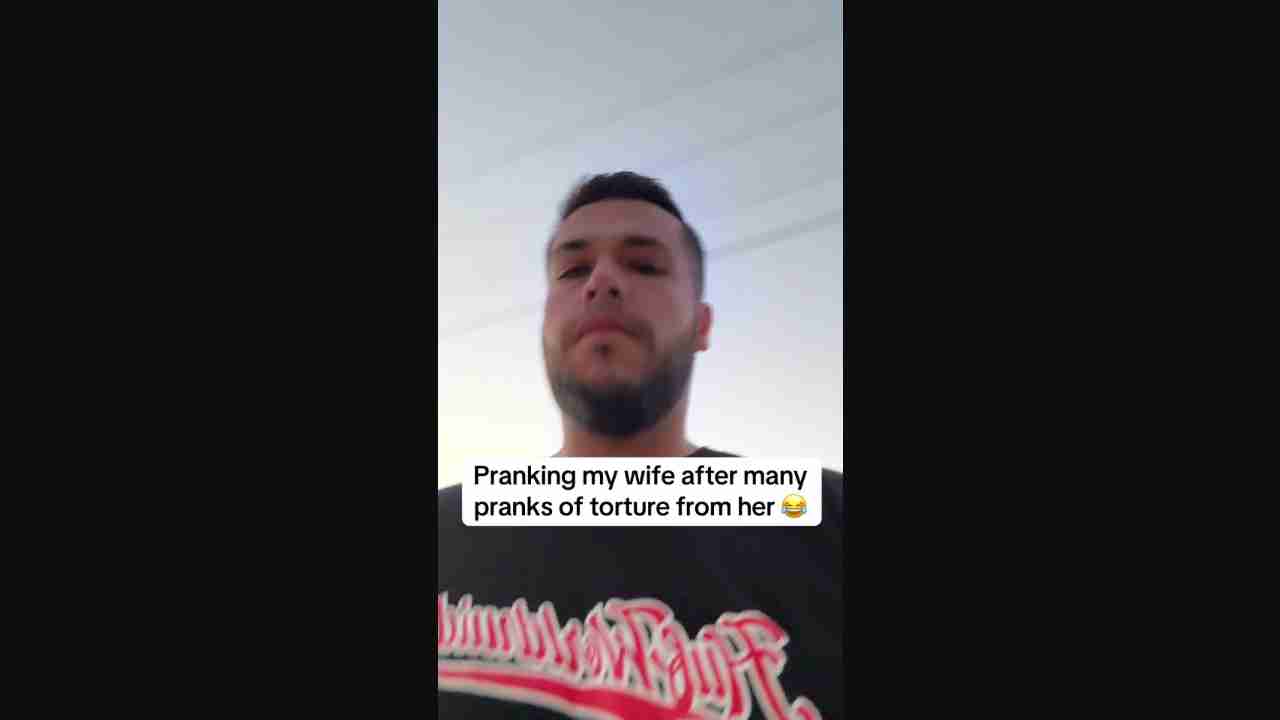 Pranking my wife after many
pranks of torture from her 😂